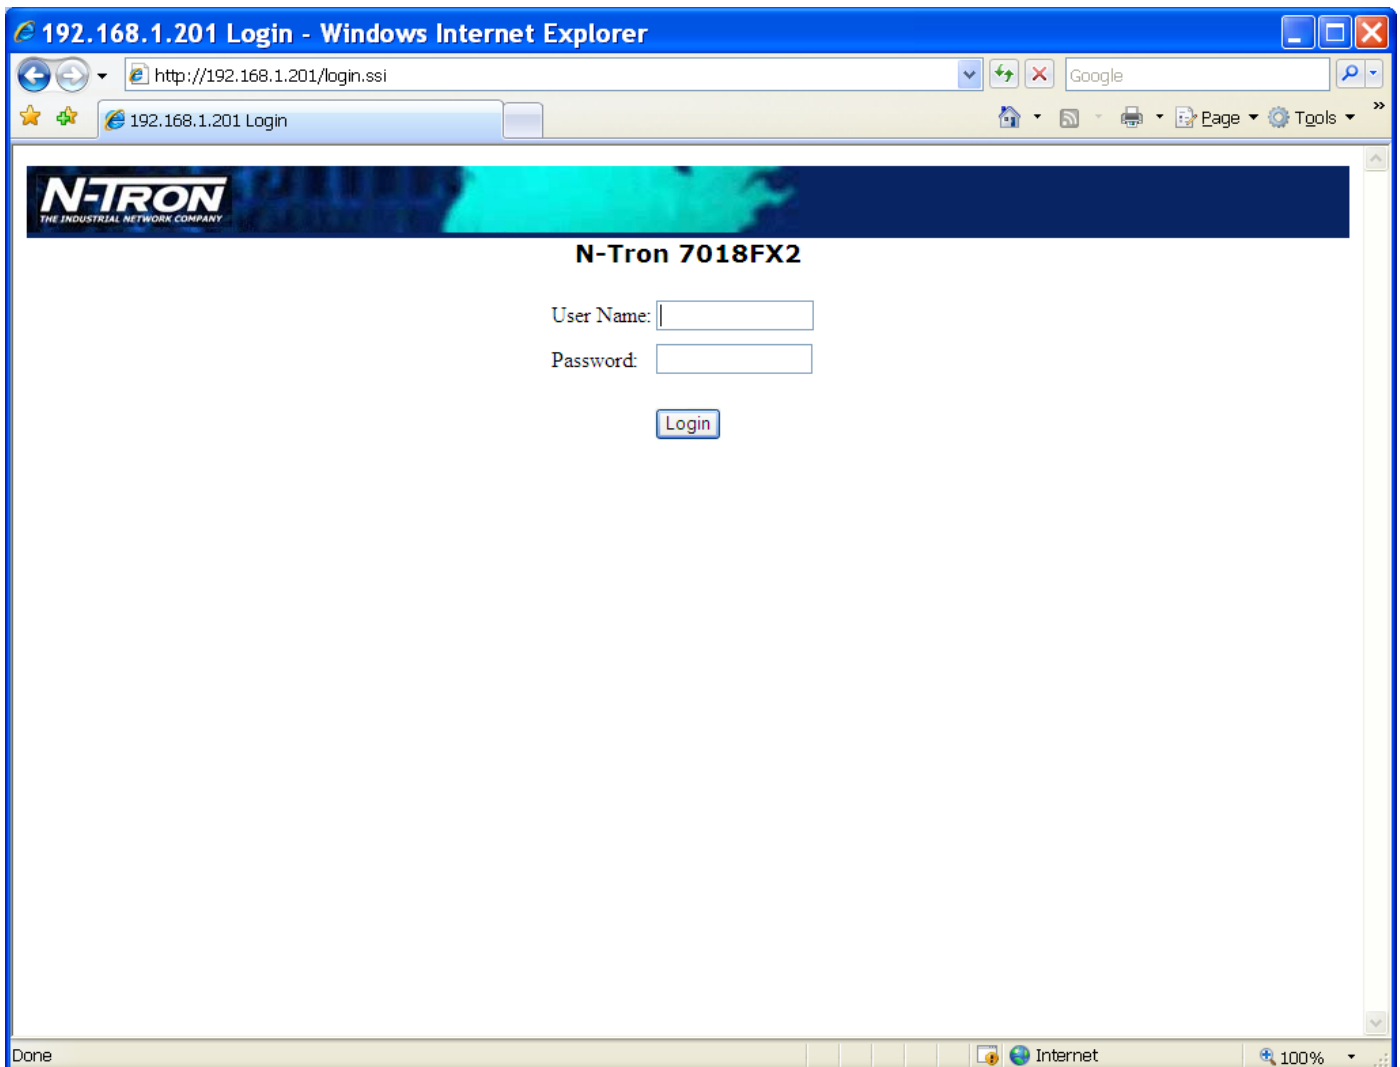 192.168.1.201 Login - Windows Internet Explorer
http://192.168.1.201/login.ssi
Google
192.168.1.201 Login
Page
Tools
»
N-TRON
THE INDUSTRIAL NETWORK COMPANY
N-Tron 7018FX2
User Name:
Password:
Login
Done
Internet
100%